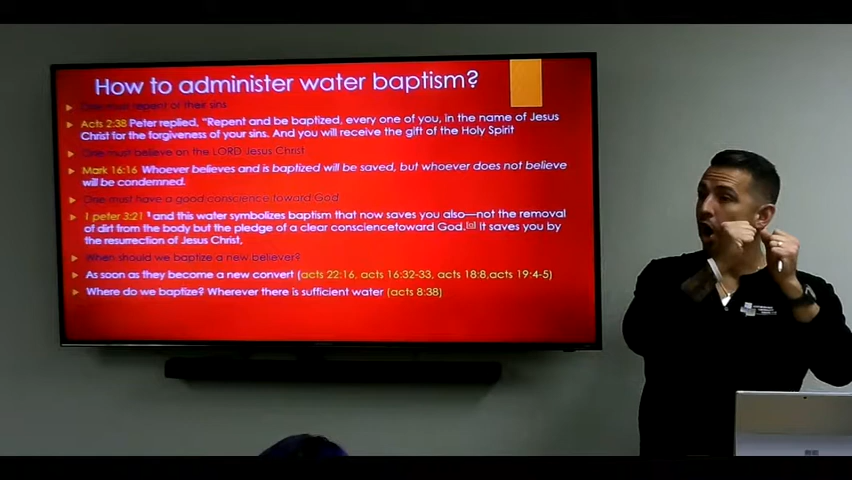 How to administer water baptism?
One must repent of their sins
Acts 2:38 Peter replied, "Repent and be baptized, every one of you, in the name of Jesus
Christ for the forgiveness of your sins. And you will receive the gift of the Holy Spirit
One must believe on the LORD Jesus Christ
Mark 16:16 Whoever believes and is baptized will be saved, but whoever does not believe
will be condemned.
One must have a good conscience toward God
1 peter 3:21 and this water symbolizes baptism that now saves you also—not the removal
of dirt from the body but the pledge of a clear consciencetoward God. It saves you by
the resurrection of Jesus Christ,
When should we baptize a new believer?
As soon as they become a new convert (acts 22:16, acts 16:32-33, acts 18:8,acts 19:4-5)
Where do we baptize? Wherever there is sufficient water (acts 8:38)